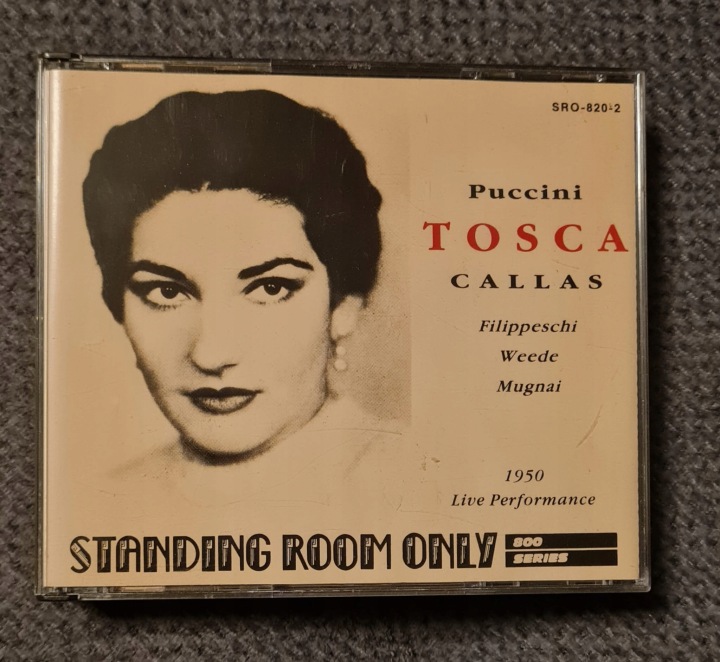 SRO-820-2
Puccini
TOSCA
CALLAS
Filippeschi
Weede
Mugnai
1950
Live Performance
STANDING ROOM ONLY 800 SERIES